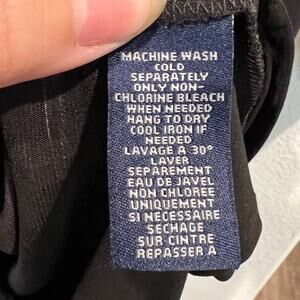 MACHINE WASH
COLD
SEPARATELY
ONLY NON-
CHLORINE BLEACH
WHEN NEEDED
HANG TO DRY
COOL IRON IF
NEEDED
LAVAGE A 30°
LAVER
SEPAREMENT
EAU DE JAVEL
NON CHLOREE
UNIQUEMENT
SI NECESSAIRE
SECHAGE
SUR CINTRE
REPASSER A